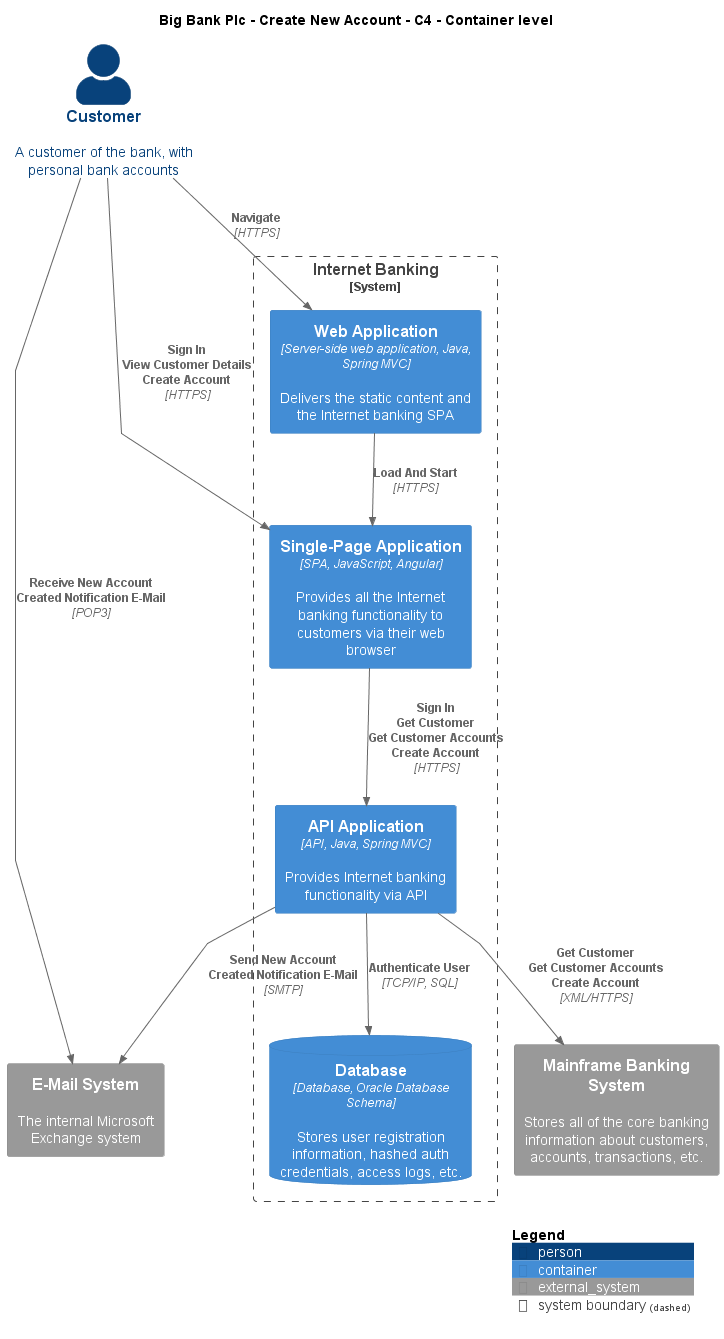 Big Bank Plc - Create New Account - C4 - Container level
Customer
A customer of the bank, with
personal bank accounts
Navigate
[HTTPS]
Internet Banking
[System]
Web Application
[Server-side web application, Java,
Spring MVC]
Delivers the static content and
the Internet banking SPA
Sign In
View Customer Details
Create Account
[HTTPS]
Load And Start
[HTTPS]
Single-Page Application
[SPA, JavaScript, Angular]
Provides all the Internet
banking functionality to
customers via their web
browser
Receive New Account
Created Notification E-Mail
[POP3]
Sign In
Get Customer
Get Customer Accounts
Create Account
[HTTPS]
API Application
[API, Java, Spring MVC]
Provides Internet banking
functionality via API
Send New Account
Created Notification E-Mail
[SMTP]
Authenticate User
[TCP/IP, SQL]
Get Customer
Get Customer Accounts
Create Account
[XML/HTTPS]
E-Mail System
The internal Microsoft
Exchange system
Database
[Database, Oracle Database
Schema]
Stores user registration
information, hashed auth
credentials, access logs, etc.
Mainframe Banking
System
Stores all of the core banking
information about customers,
accounts, transactions, etc.
Legend
person
container
external_system
system boundary (dashed)